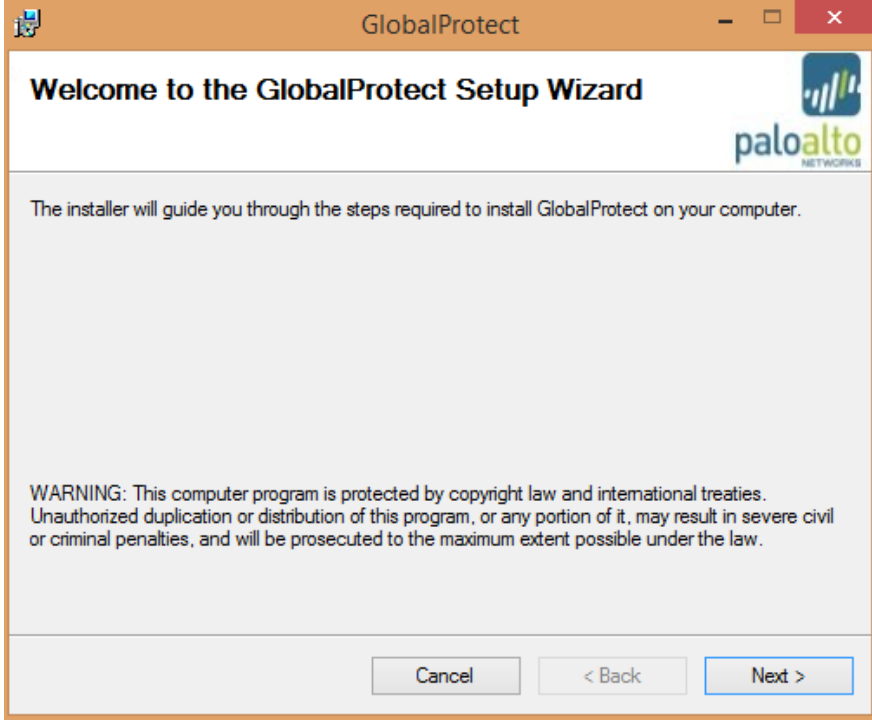 GlobalProtect
Welcome to the GlobalProtect Setup Wizard
paloalto
NETWORKS
The installer will guide you through the steps required to install GlobalProtect on your computer.
WARNING: This computer program is protected by copyright law and international treaties.
Unauthorized duplication or distribution of this program, or any portion of it, may result in severe civil
or criminal penalties, and will be prosecuted to the maximum extent possible under the law.
Cancel
< Back
Next >